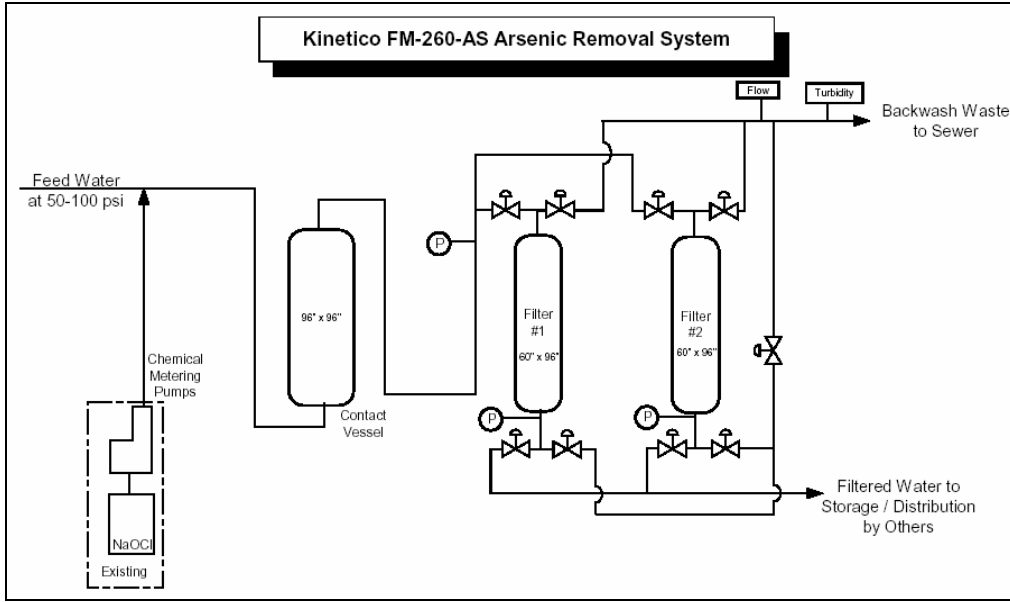 Kinetico FM-260-AS Arsenic Removal System
Flow
Turbidity
Backwash Waste
to Sewer
Feed Water
at 50-100 psi
P
96" x 96"
Filter
#1
60" x 96"
Filter
#2
60" x 96"
Chemical
Metering
Pumps
Contact
Vessel
P
P
Filtered Water to
Storage / Distribution
by Others
NaOCl
Existing